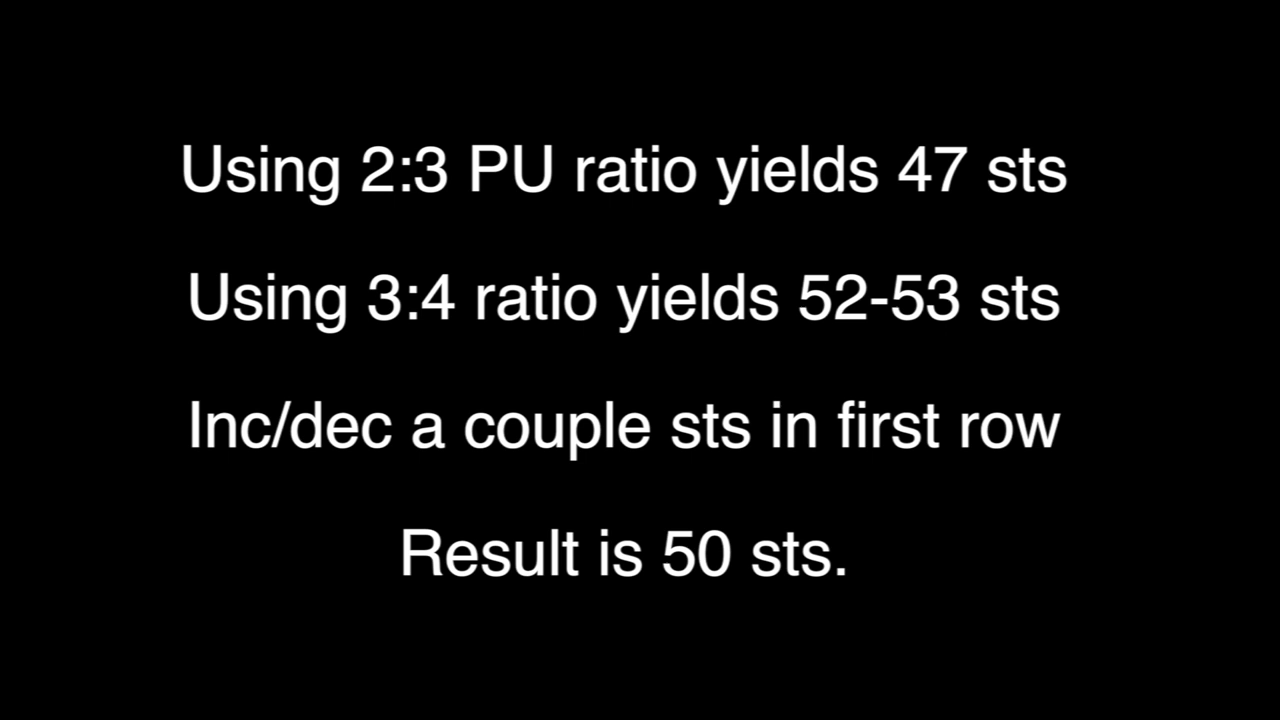 Using 2:3 PU ratio yields 47 sts
Using 3:4 ratio yields 52-53 sts
Inc/dec a couple sts in first row
Result is 50 sts.